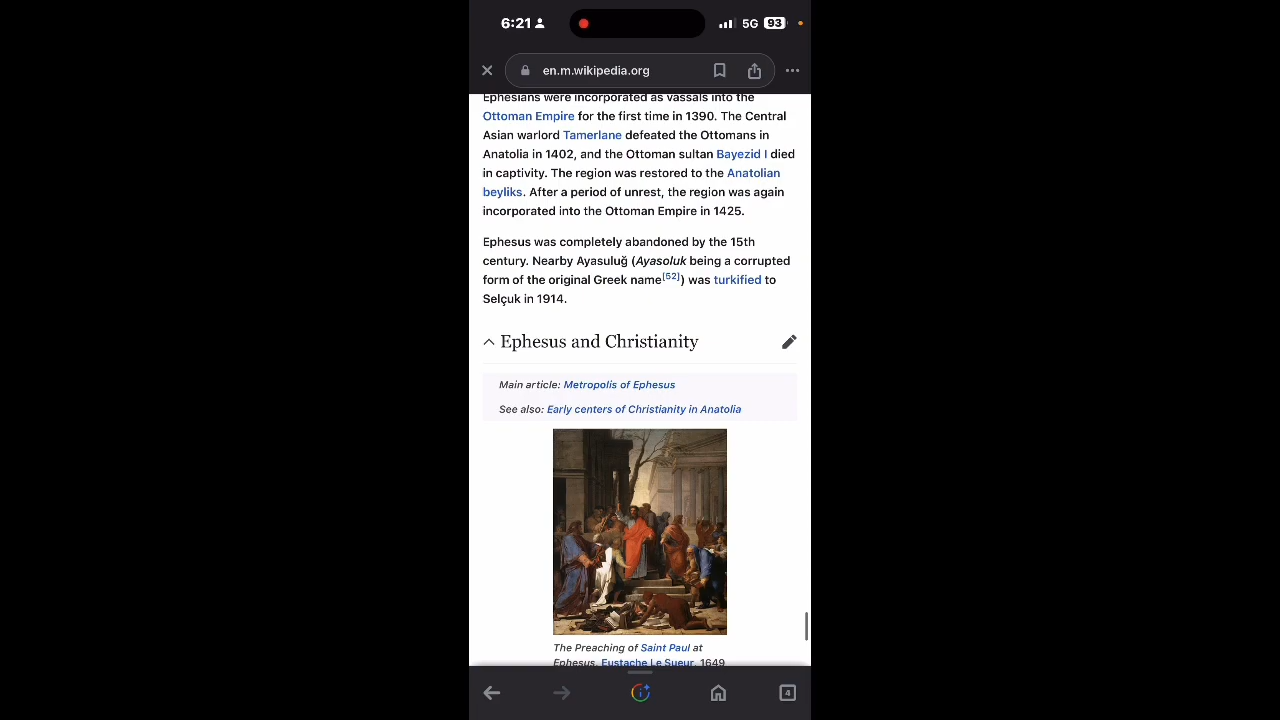 6:21
5G 93
en.m.wikipedia.org
Ephesians were incorporated as vassals into the
Ottoman Empire for the first time in 1390. The Central
Asian warlord Tamerlane defeated the Ottomans in
Anatolia in 1402, and the Ottoman sultan Bayezid I died
in captivity. The region was restored to the Anatolian
beyliks. After a period of unrest, the region was again
incorporated into the Ottoman Empire in 1425.
Ephesus was completely abandoned by the 15th
century. Nearby Ayasuluğ (Ayasoluk being a corrupted
form of the original Greek name[52]) was turkified to
Selçuk in 1914.
Ephesus and Christianity
Main article: Metropolis of Ephesus
See also: Early centers of Christianity in Anatolia
The Preaching of Saint Paul at
Ephesus, Eustache Le Sueur, 1649
4